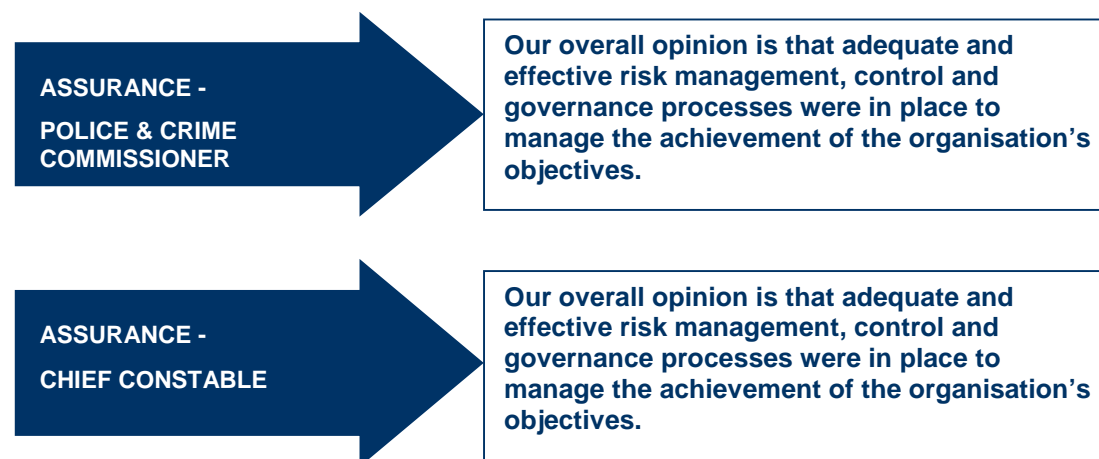 ASSURANCE -
POLICE & CRIME
COMMISSIONER
Our overall opinion is that adequate and
effective risk management, control and
governance processes were in place to
manage the achievement of the organisation’s
objectives.
ASSURANCE -
CHIEF CONSTABLE
Our overall opinion is that adequate and
effective risk management, control and
governance processes were in place to
manage the achievement of the organisation’s
objectives.